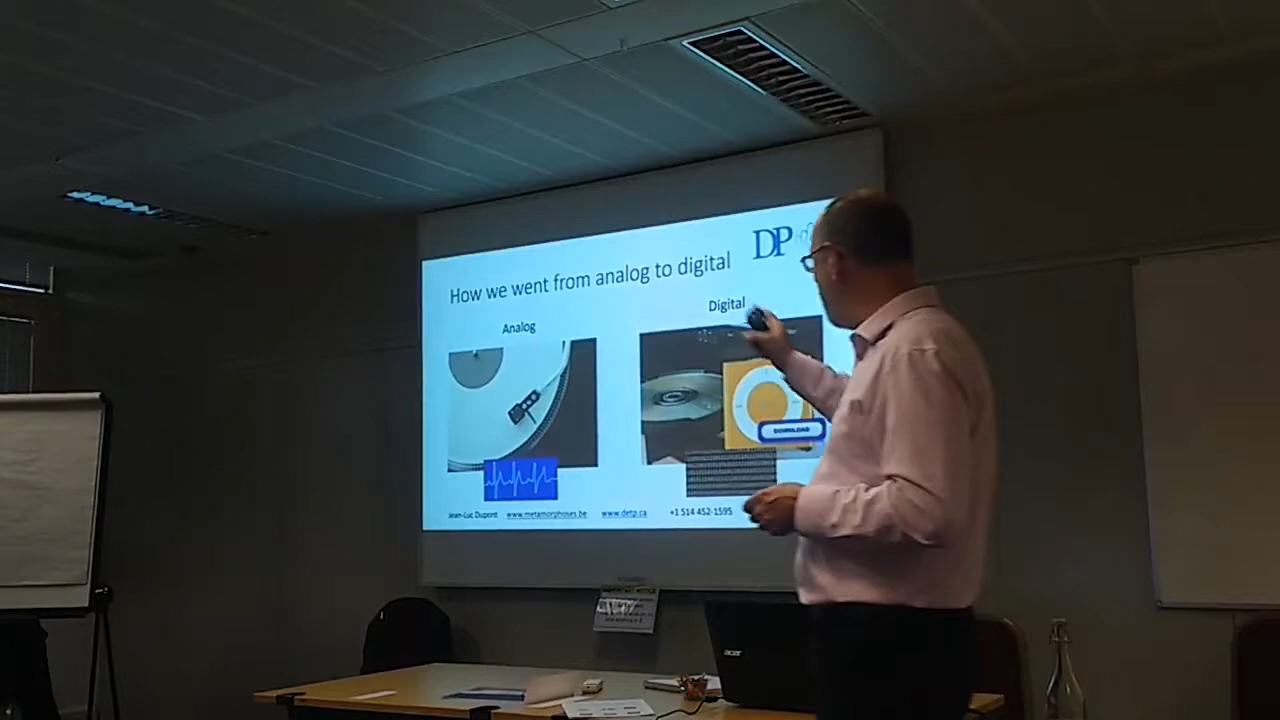 DP
How we went from analog to digital
Analog
Digital
DOWNLOAD
Jean-Luc Dupont www.metamorphoses.be www.detp.ca +1 514 452-1595
acer